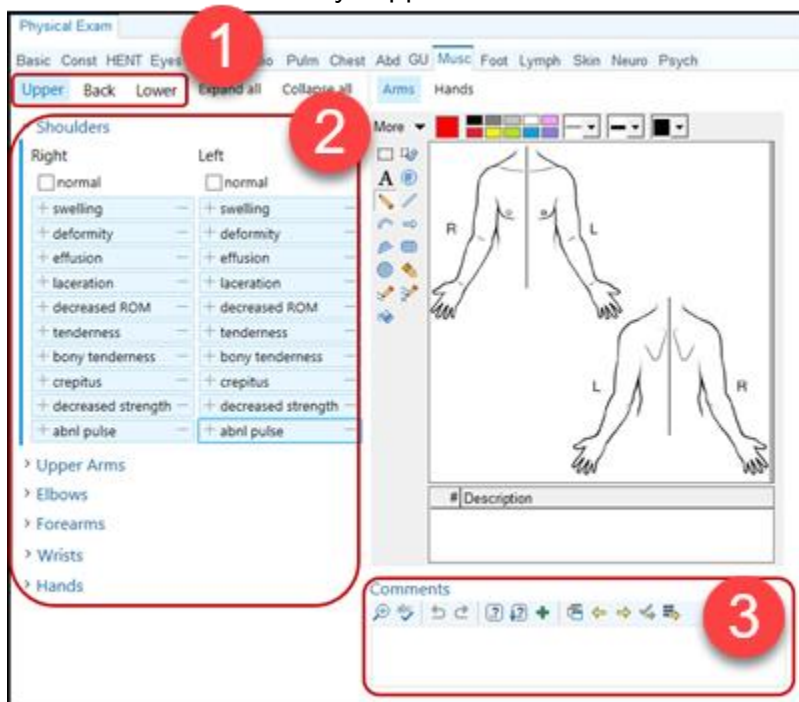 Physical Exam
Basic Const HENT Eyes Pulm Chest Abd GU Musc Foot Lymph Skin Neuro Psych
1
Upper Back Lower Expand all Collapse all Arms Hands
2
Shoulders
More
Right Left
normal normal
+ swelling − + swelling −
+ deformity − + deformity −
+ effusion − + effusion −
+ laceration − + laceration −
+ decreased ROM − + decreased ROM −
+ tenderness − + tenderness −
+ bony tenderness − + bony tenderness −
+ crepitus − + crepitus −
+ decreased strength − + decreased strength −
+ abnl pulse − + abnl pulse −
> Upper Arms
> Elbows
> Forearms
> Wrists
> Hands
A
R L
L R
# Description
Comments
3